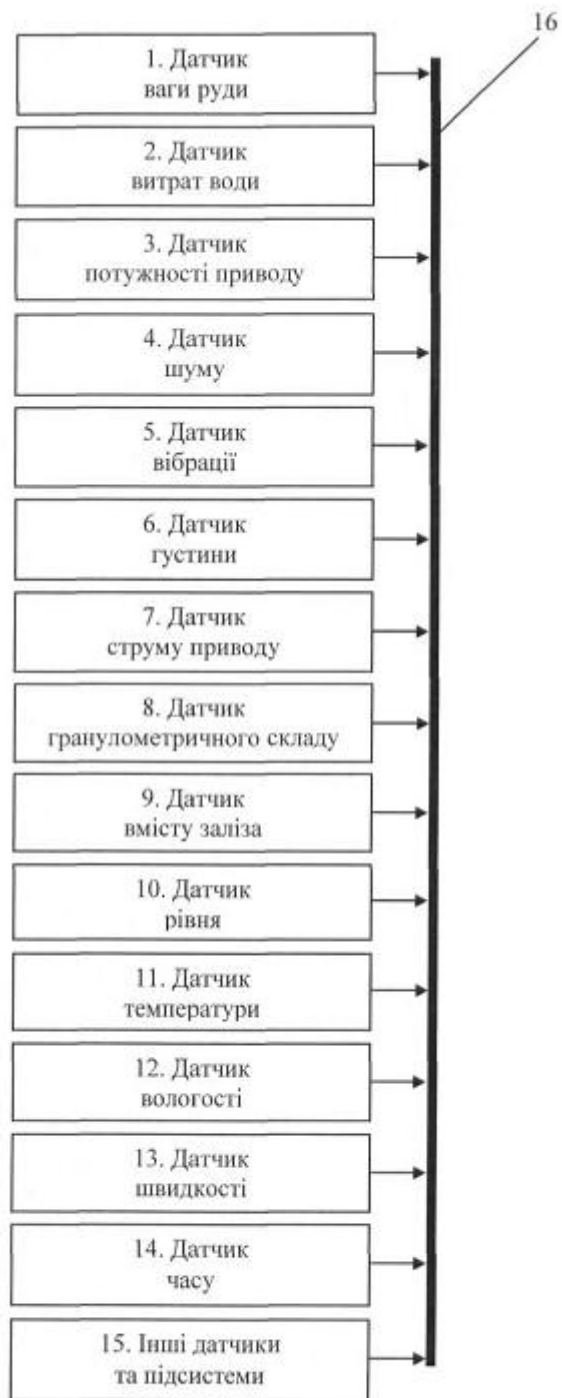 16
1. Датчик
ваги руди
2. Датчик
витрат води
3. Датчик
потужності приводу
4. Датчик
шуму
5. Датчик
вібрації
6. Датчик
густини
7. Датчик
струму приводу
8. Датчик
гранулометричного складу
9. Датчик
вмісту заліза
10. Датчик
рівня
11. Датчик
температури
12. Датчик
вологості
13. Датчик
швидкості
14. Датчик
часу
15. Інші датчики
та підсистеми